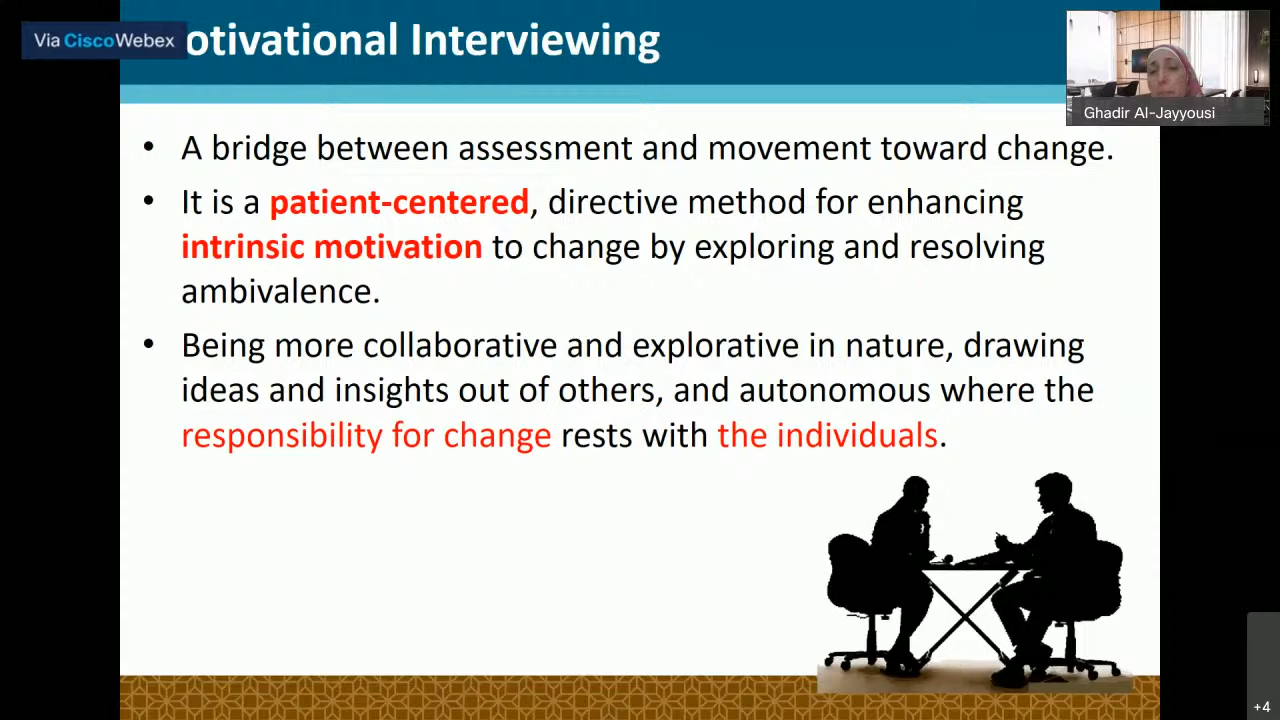 Via CiscoWebex
otivational Interviewing
Ghadir Al-Jayyousi
• A bridge between assessment and movement toward change.
• It is a patient-centered, directive method for enhancing
intrinsic motivation to change by exploring and resolving
ambivalence.
• Being more collaborative and explorative in nature, drawing
ideas and insights out of others, and autonomous where the
responsibility for change rests with the individuals.
+4